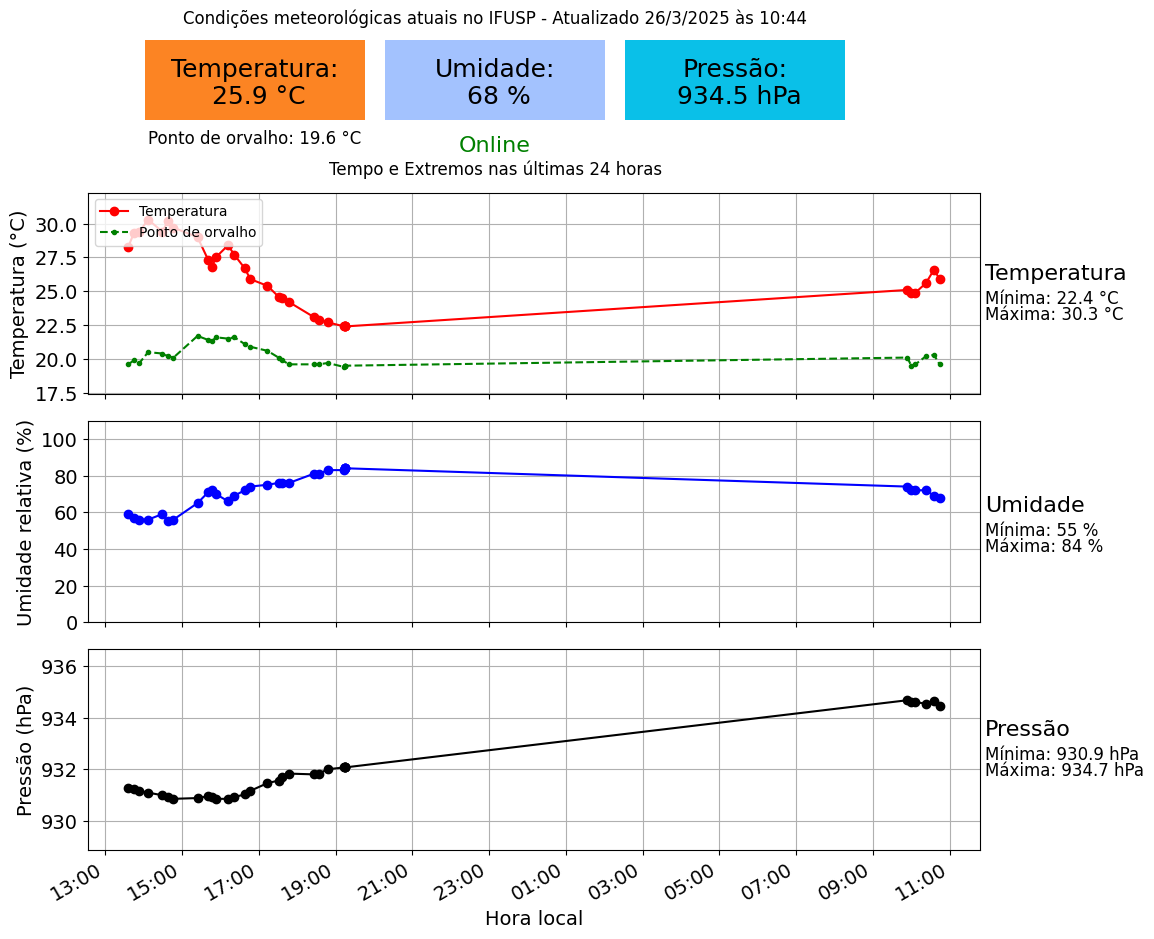 Condições meteorológicas atuais no IFUSP - Atualizado 26/3/2025 às 10:44
Temperatura:
25.9 °C
Umidade:
68 %
Pressão:
934.5 hPa
Ponto de orvalho: 19.6 °C
Online
Tempo e Extremos nas últimas 24 horas
Temperatura (°C)
30.0
27.5
25.0
22.5
20.0
17.5
Temperatura
Ponto de orvalho
Temperatura
Mínima: 22.4 °C
Máxima: 30.3 °C
Umidade relativa (%)
100
80
60
40
20
0
Umidade
Mínima: 55 %
Máxima: 84 %
Pressão (hPa)
936
934
932
930
Pressão
Mínima: 930.9 hPa
Máxima: 934.7 hPa
13:00
15:00
17:00
19:00
21:00
23:00
01:00
03:00
05:00
07:00
09:00
11:00
Hora local